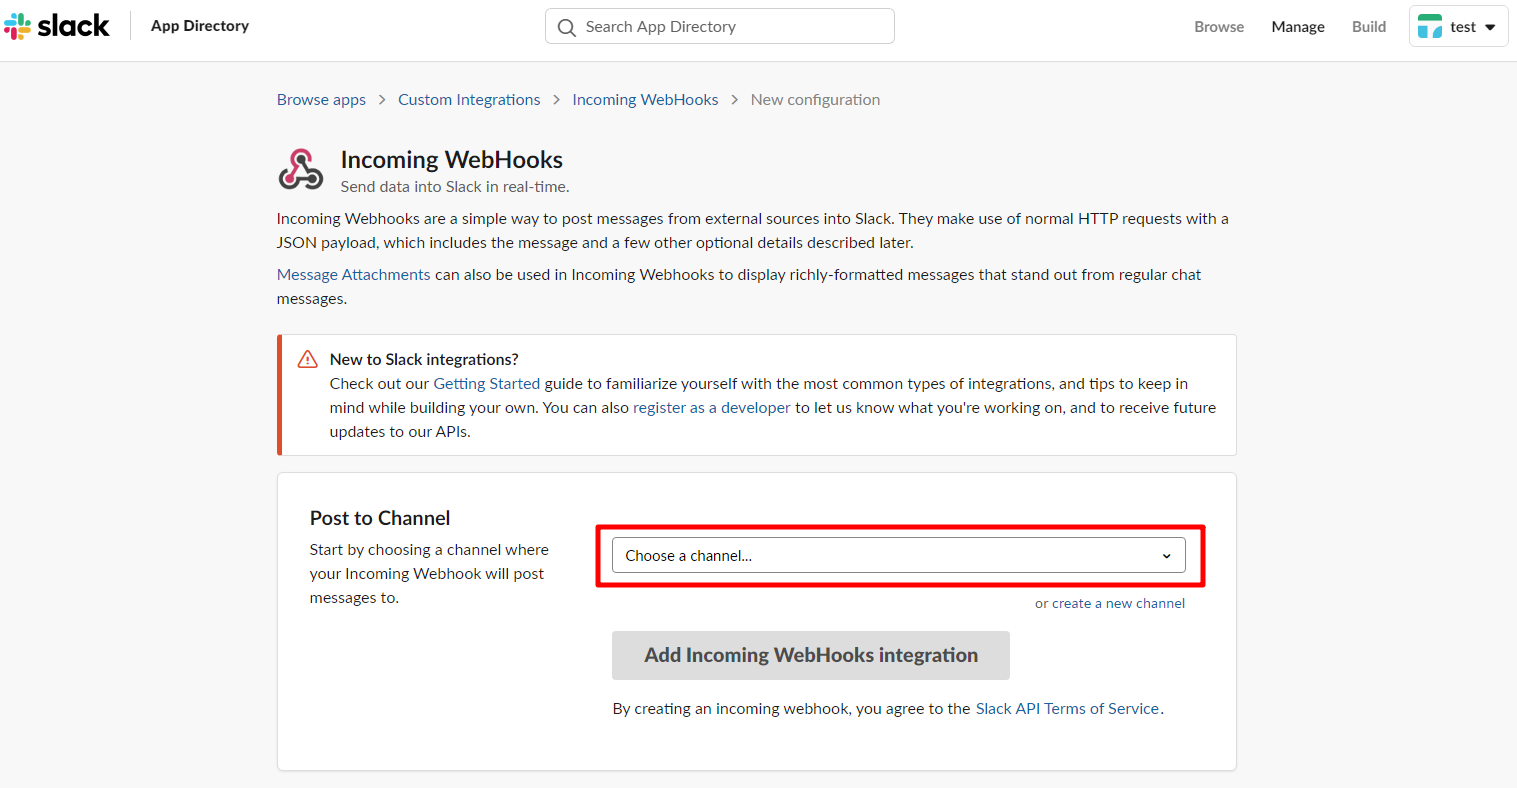 slack App Directory Search App Directory Browse Manage Build test
Browse apps > Custom Integrations > Incoming WebHooks > New configuration
Incoming WebHooks
Send data into Slack in real-time.
Incoming Webhooks are a simple way to post messages from external sources into Slack. They make use of normal HTTP requests with a
JSON payload, which includes the message and a few other optional details described later.
Message Attachments can also be used in Incoming Webhooks to display richly-formatted messages that stand out from regular chat
messages.
New to Slack integrations?
Check out our Getting Started guide to familiarize yourself with the most common types of integrations, and tips to keep in
mind while building your own. You can also register as a developer to let us know what you're working on, and to receive future
updates to our APIs.
Post to Channel
Start by choosing a channel where
your Incoming Webhook will post
messages to.
Choose a channel...
or create a new channel
Add Incoming WebHooks integration
By creating an incoming webhook, you agree to the Slack API Terms of Service.